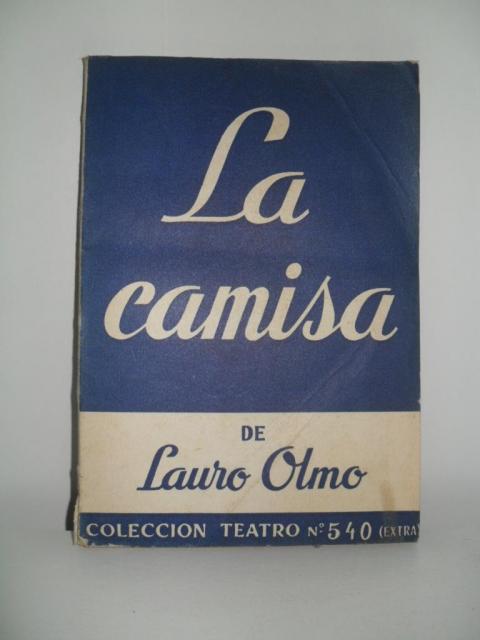 La
camisa
DE
Lauro Olmo
COLECCION TEATRO Nº 540 (EXTRA)